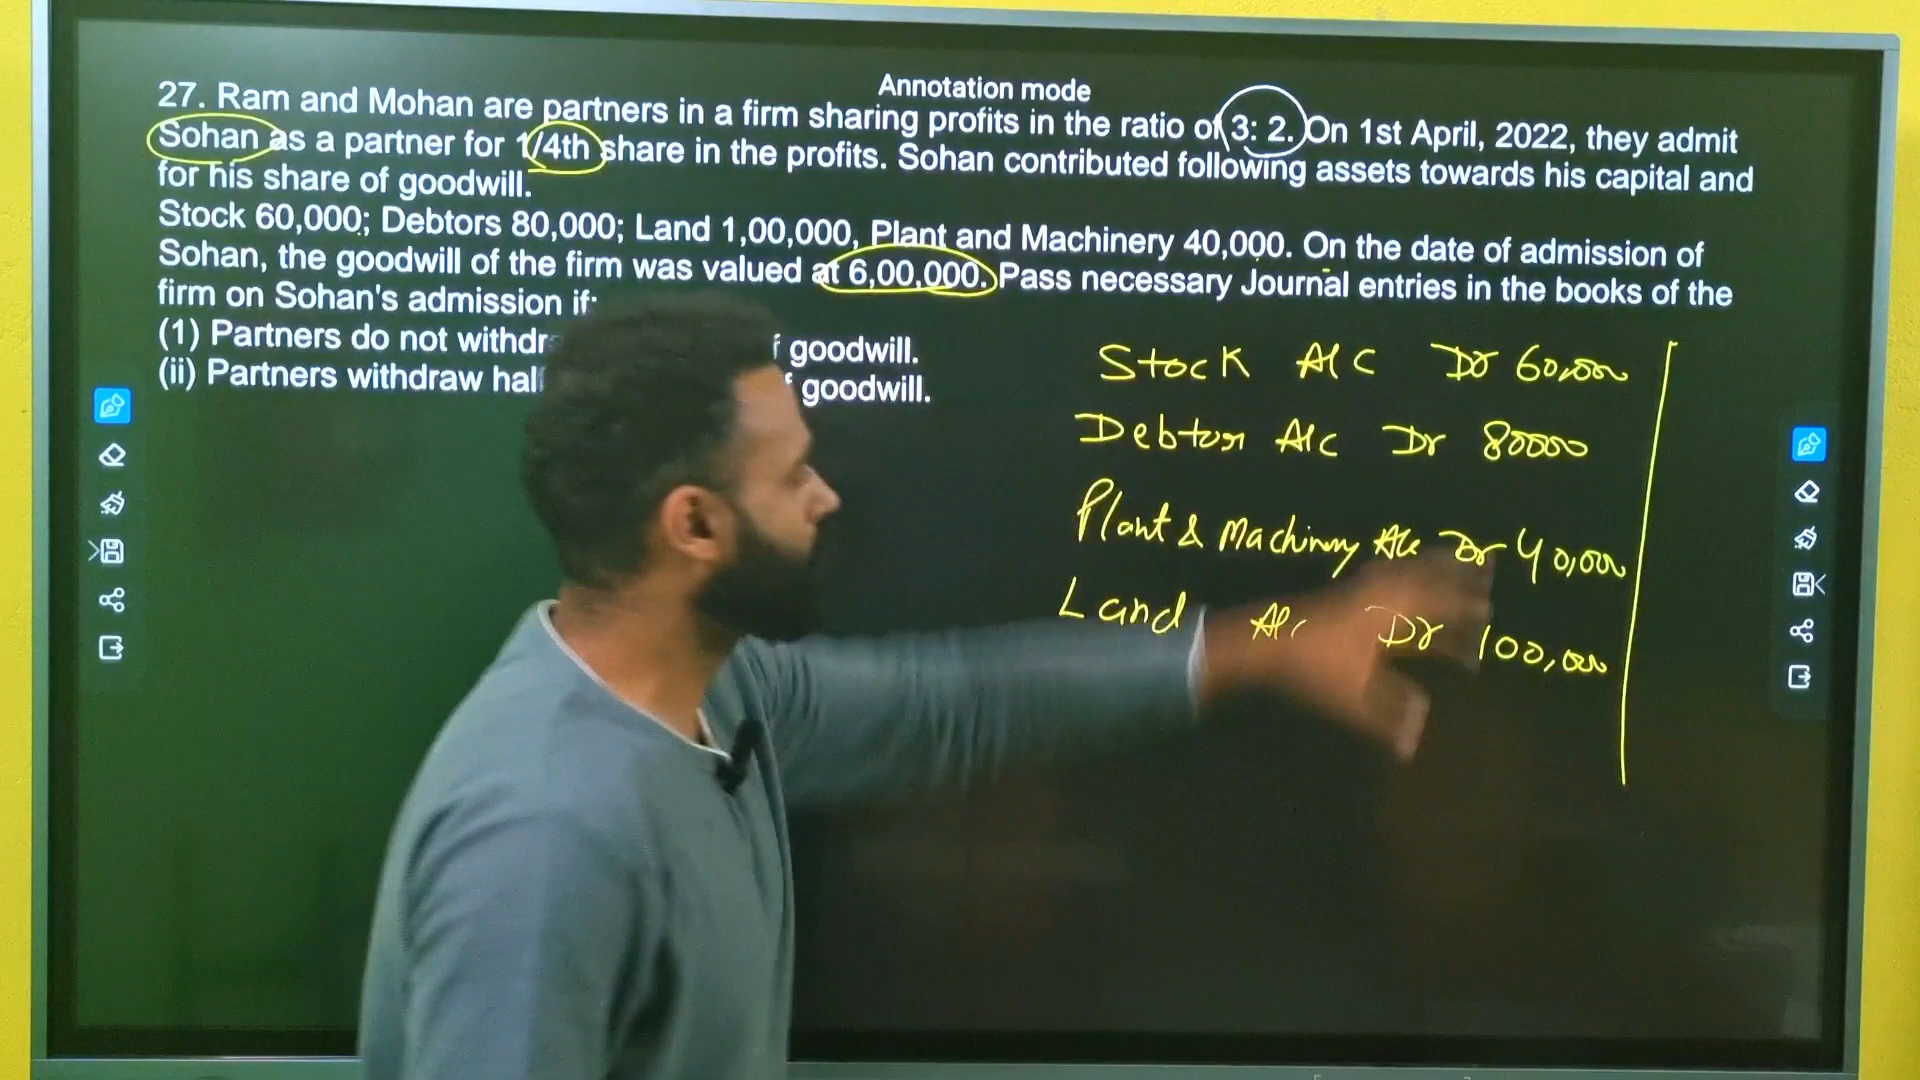 Annotation mode
27. Ram and Mohan are partners in a firm sharing profits in the ratio of 3: 2. On 1st April, 2022, they admit
Sohan as a partner for 1/4th share in the profits. Sohan contributed following assets towards his capital and
for his share of goodwill.
Stock 60,000; Debtors 80,000; Land 1,00,000, Plant and Machinery 40,000. On the date of admission of
Sohan, the goodwill of the firm was valued at 6,00,000. Pass necessary Journal entries in the books of the
firm on Sohan's admission if:
(1) Partners do not goodwill.
(ii) Partners withdraw goodwill.
Stock A/C Dr 60,000
Debtors A/C Dr 80000
Plant & Machinery A/c Dr 40,000
Land A/c Dr 100,000